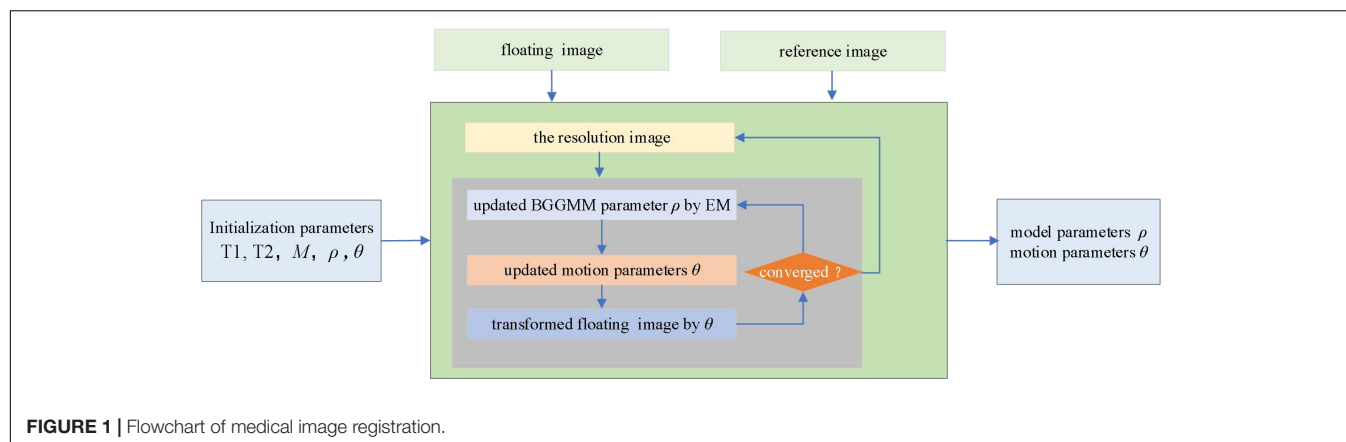 floating image
reference image
the resolution image
updated BGGMM parameter ρ by EM
updated motion parameters θ
converged ?
transformed floating image by θ
Initialization parameters
T1, T2, M, ρ, θ
model parameters ρ
motion parameters θ
FIGURE 1 | Flowchart of medical image registration.